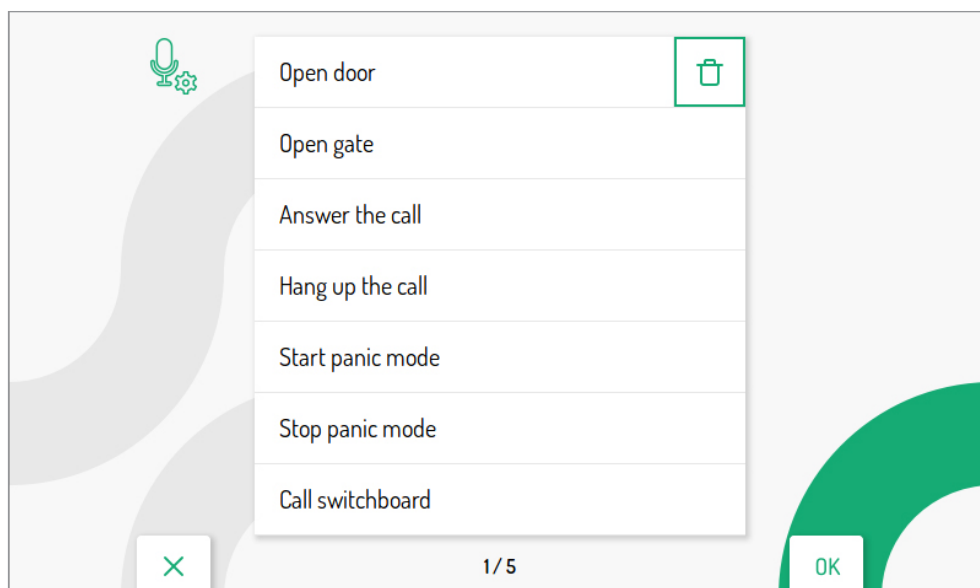 Open door
Open gate
Answer the call
Hang up the call
Start panic mode
Stop panic mode
Call switchboard
1 / 5
OK